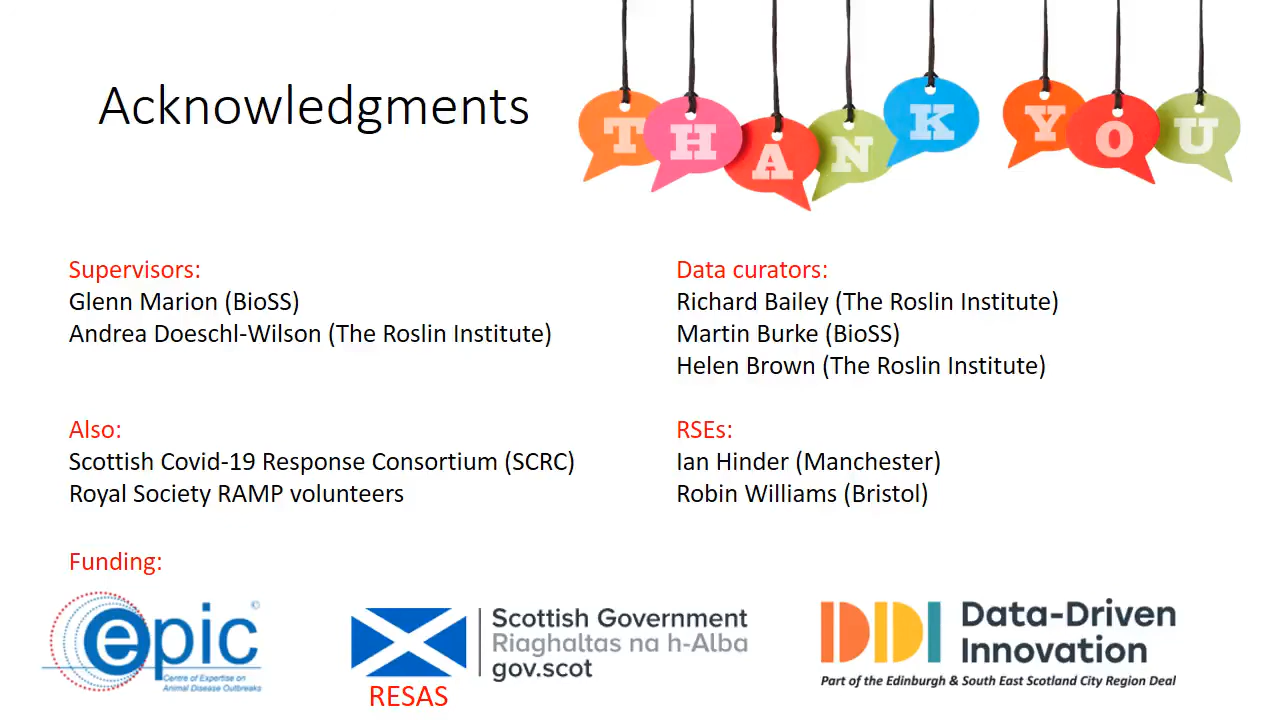 Acknowledgments
THANK YOU
Supervisors:
Glenn Marion (BioSS)
Andrea Doeschl-Wilson (The Roslin Institute)
Data curators:
Richard Bailey (The Roslin Institute)
Martin Burke (BioSS)
Helen Brown (The Roslin Institute)
Also:
Scottish Covid-19 Response Consortium (SCRC)
Royal Society RAMP volunteers
RSEs:
Ian Hinder (Manchester)
Robin Williams (Bristol)
Funding:
epic ©
Centre of Expertise on
Animal Disease Outbreaks
Scottish Government
Riaghaltas na h-Alba
gov.scot
RESAS
DDI
Data-Driven
Innovation
Part of the Edinburgh & South East Scotland City Region Deal